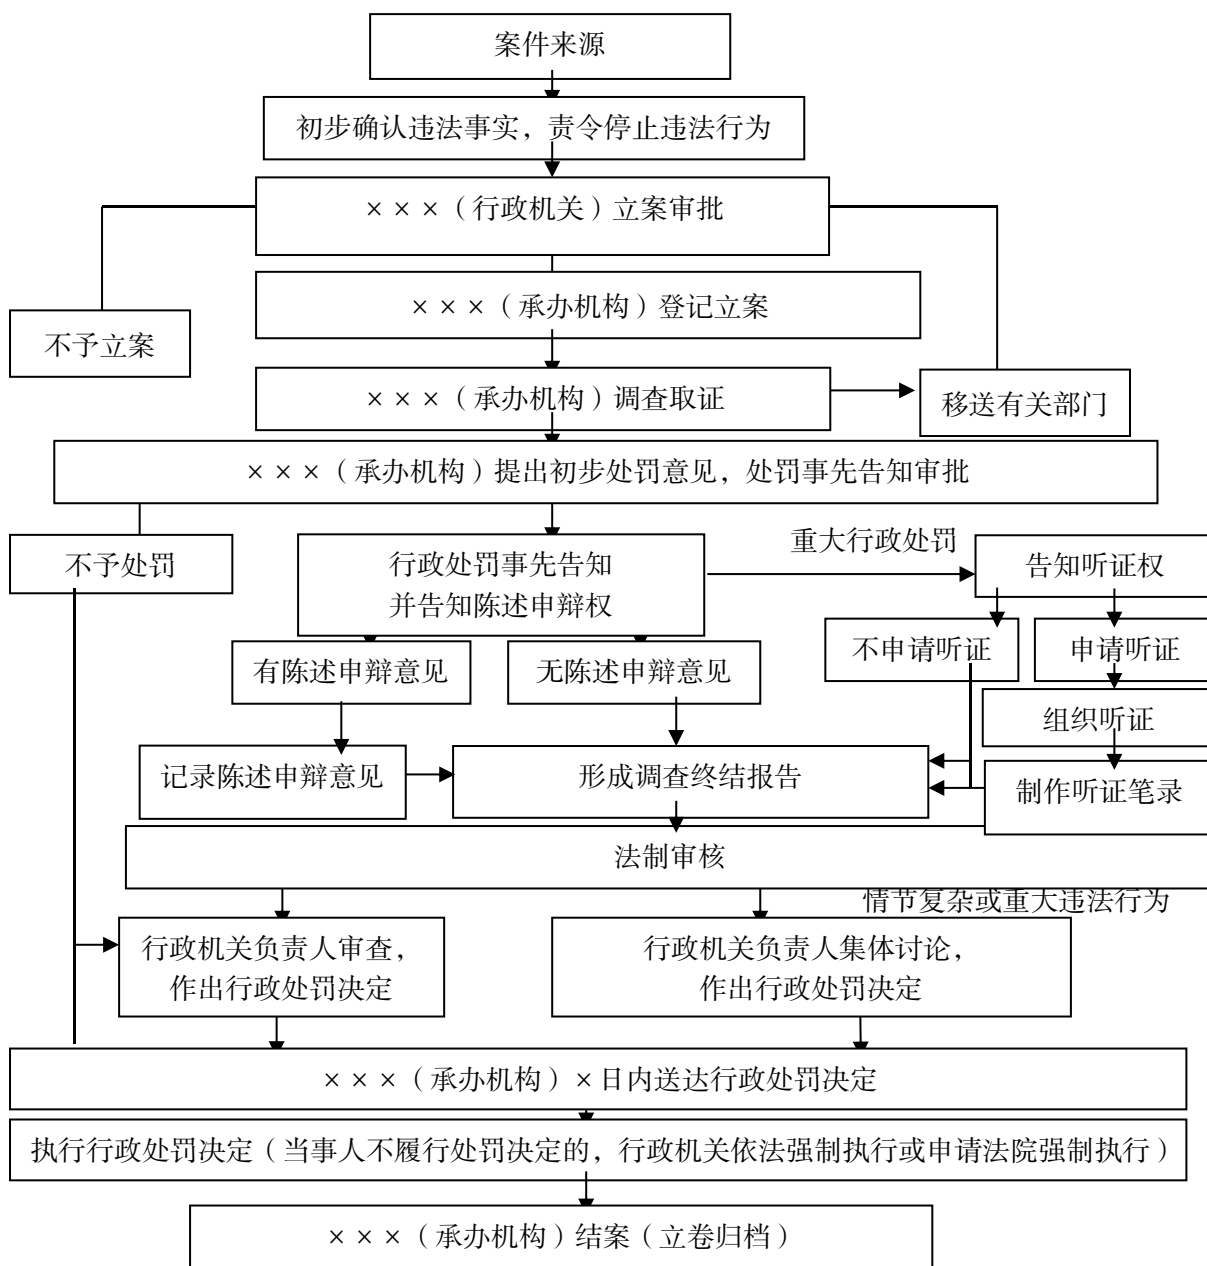 案件来源
初步确认违法事实，责令停止违法行为
×××（行政机关）立案审批
×××（承办机构）登记立案
不予立案
×××（承办机构）调查取证
移送有关部门
×××（承办机构）提出初步处罚意见，处罚事先告知审批
不予处罚
行政处罚事先告知
并告知陈述申辩权
重大行政处罚
告知听证权
有陈述申辩意见
无陈述申辩意见
不申请听证
申请听证
组织听证
记录陈述申辩意见
形成调查终结报告
制作听证笔录
法制审核
情节复杂或重大违法行为
行政机关负责人审查，
作出行政处罚决定
行政机关负责人集体讨论，
作出行政处罚决定
×××（承办机构）×日内送达行政处罚决定
执行行政处罚决定（当事人不履行处罚决定的，行政机关依法强制执行或申请法院强制执行）
×××（承办机构）结案（立卷归档）